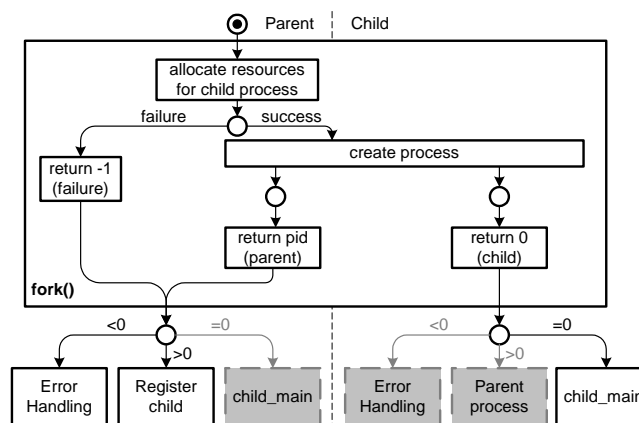 Parent
Child
allocate resources
for child process
failure
success
create process
return -1
(failure)
return pid
(parent)
return 0
(child)
fork()
<0
=0
>0
<0
=0
>0
Error
Handling
Register
child
child_main
Error
Handling
Parent
process
child_main